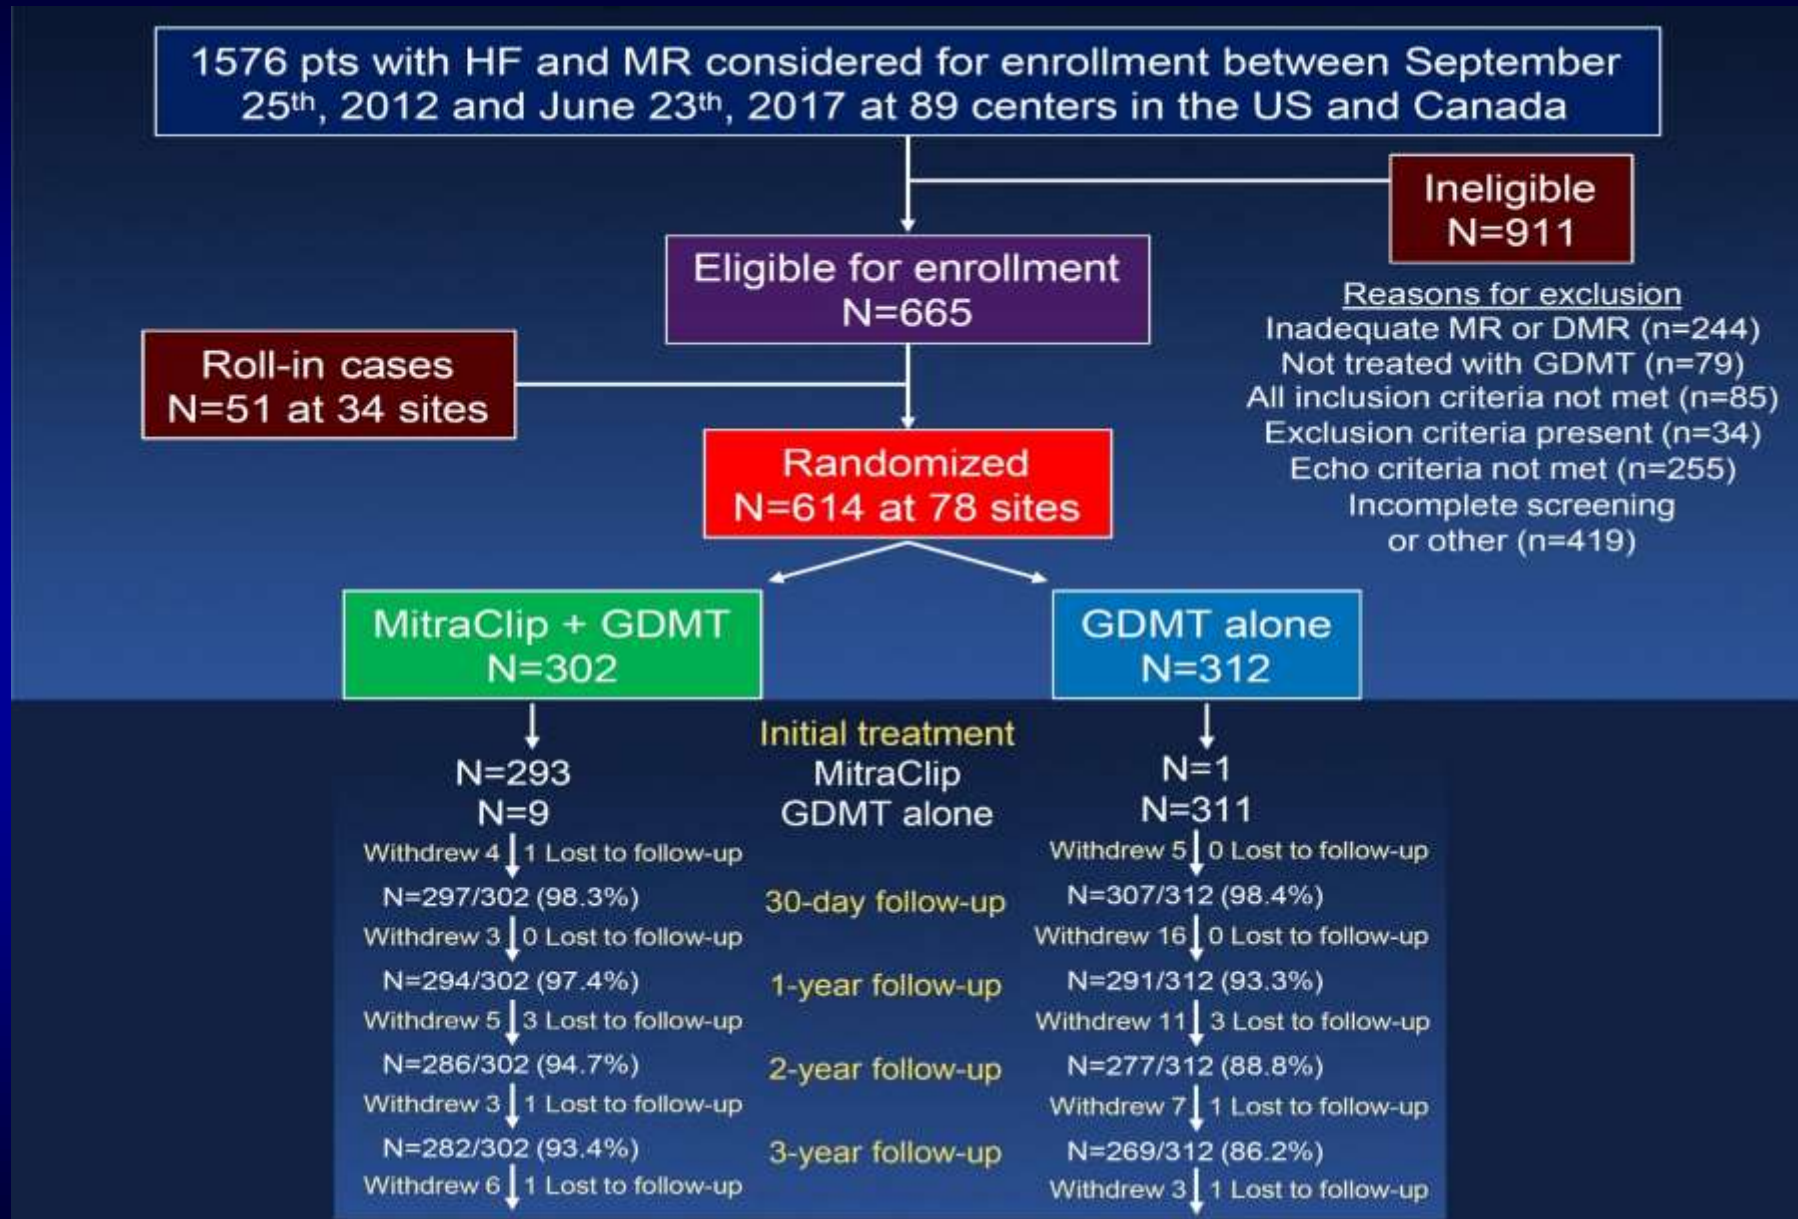 1576 pts with HF and MR considered for enrollment between September
25th, 2012 and June 23th, 2017 at 89 centers in the US and Canada
Ineligible
N=911
Reasons for exclusion
Inadequate MR or DMR (n=244)
Not treated with GDMT (n=79)
All inclusion criteria not met (n=85)
Exclusion criteria present (n=34)
Echo criteria not met (n=255)
Incomplete screening
or other (n=419)
Eligible for enrollment
N=665
Roll-in cases
N=51 at 34 sites
Randomized
N=614 at 78 sites
MitraClip + GDMT
N=302
GDMT alone
N=312
Initial treatment
N=293 MitraClip N=1
N=9 GDMT alone N=311
Withdrew 4 1 Lost to follow-up Withdrew 5 0 Lost to follow-up
N=297/302 (98.3%) 30-day follow-up N=307/312 (98.4%)
Withdrew 3 0 Lost to follow-up Withdrew 16 0 Lost to follow-up
N=294/302 (97.4%) 1-year follow-up N=291/312 (93.3%)
Withdrew 5 3 Lost to follow-up Withdrew 11 3 Lost to follow-up
N=286/302 (94.7%) 2-year follow-up N=277/312 (88.8%)
Withdrew 3 1 Lost to follow-up Withdrew 7 1 Lost to follow-up
N=282/302 (93.4%) 3-year follow-up N=269/312 (86.2%)
Withdrew 6 1 Lost to follow-up Withdrew 3 1 Lost to follow-up